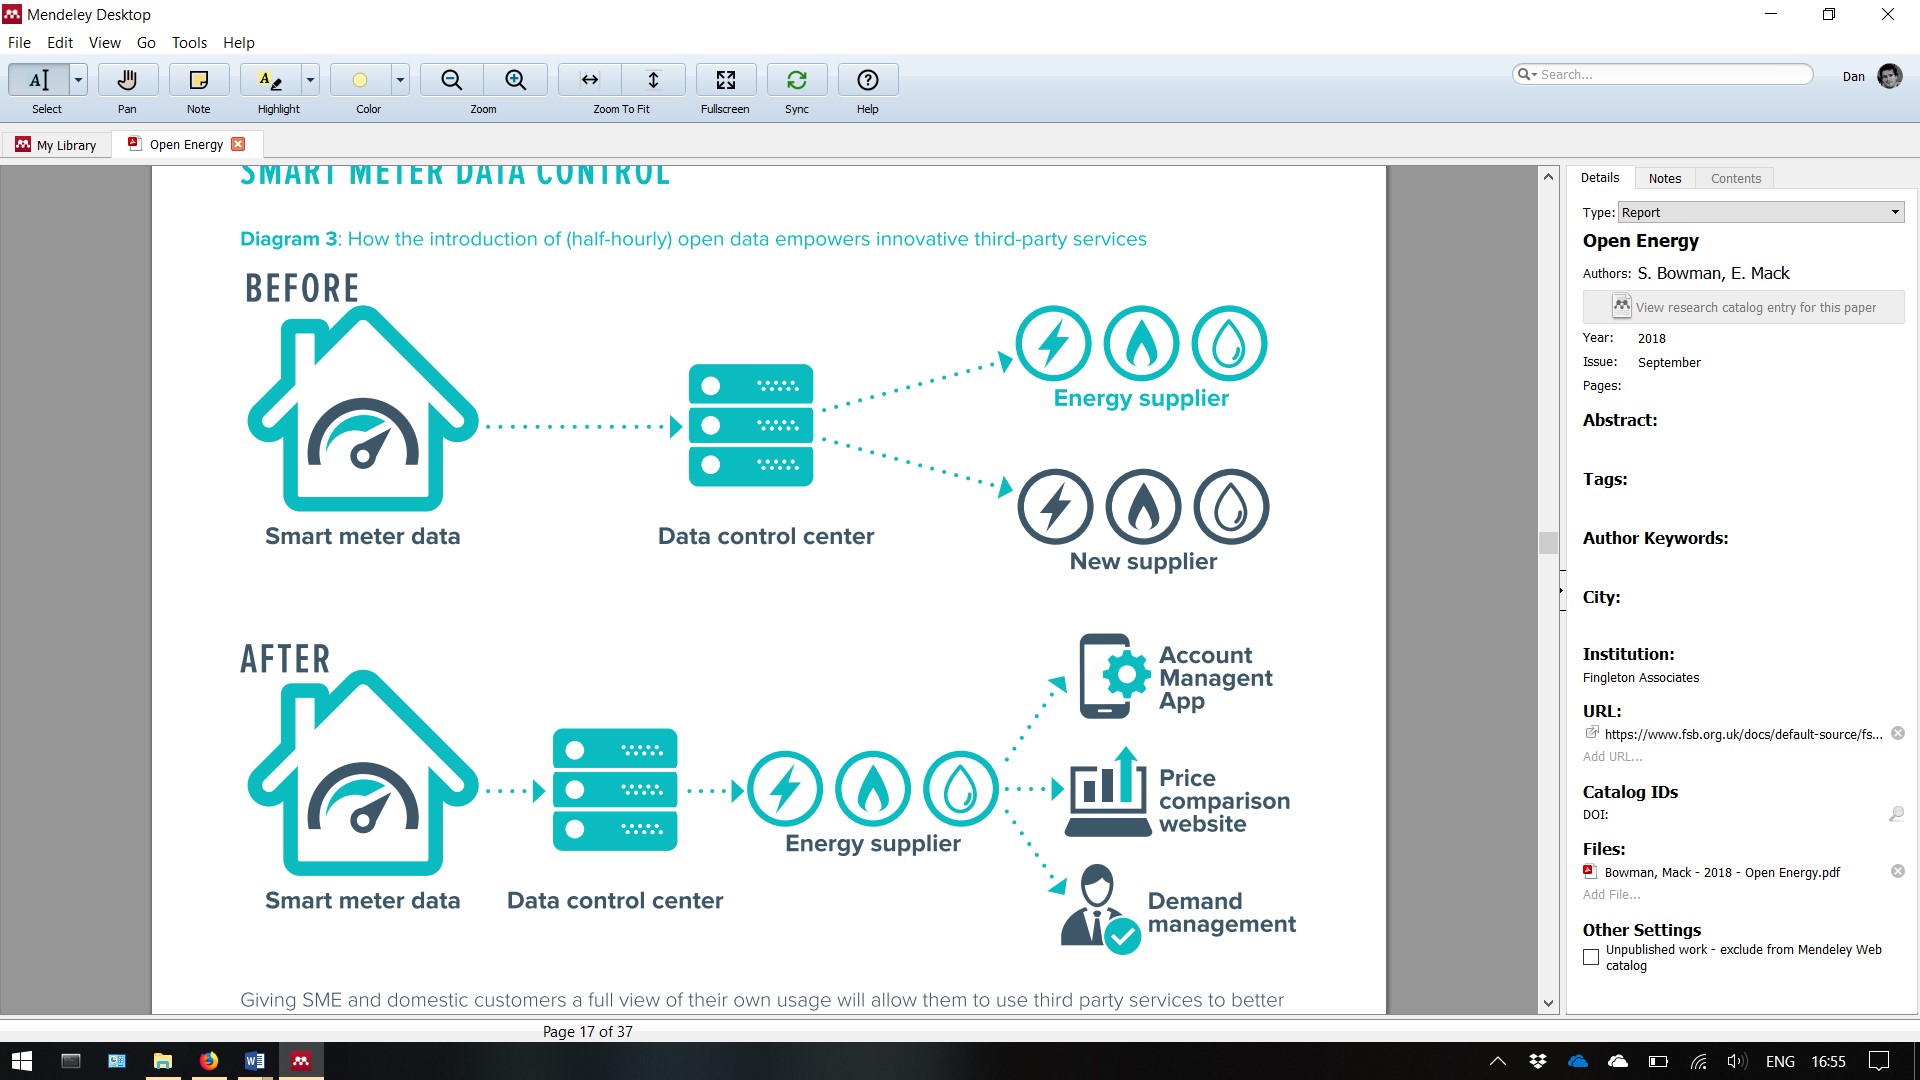 Mendeley Desktop
File Edit View Go Tools Help
Select Pan Note Highlight Color Zoom Zoom To Fit Fullscreen Sync Help
Search...
Dan
My Library
Open Energy
SMART METER DATA CONTROL
Diagram 3: How the introduction of (half-hourly) open data empowers innovative third-party services
BEFORE
Energy supplier
Smart meter data
Data control center
New supplier
AFTER
Account
Managent
App
Price
comparison
website
Energy supplier
Smart meter data
Data control center
Demand
management
Giving SME and domestic customers a full view of their own usage will allow them to use third party services to better
Page 17 of 37
Details Notes Contents
Type: Report
Open Energy
Authors: S. Bowman, E. Mack
View research catalog entry for this paper
Year: 2018
Issue: September
Pages:
Abstract:
Tags:
Author Keywords:
City:
Institution:
Fingleton Associates
URL:
https://www.fsb.org.uk/docs/default-source/fs...
Add URL...
Catalog IDs
DOI:
Files:
Bowman, Mack - 2018 - Open Energy.pdf
Add File...
Other Settings
Unpublished work - exclude from Mendeley Web
catalog
ENG 16:55